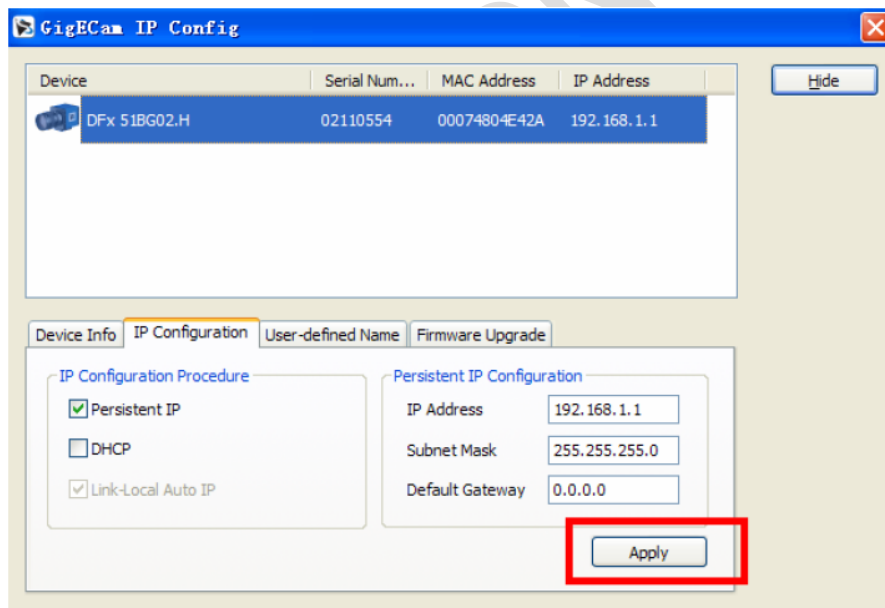 GigECam IP Config
Device Serial Num... MAC Address IP Address
Hide
DFx 51BG02.H 02110554 00074804E42A 192.168.1.1
Device Info IP Configuration User-defined Name Firmware Upgrade
IP Configuration Procedure
Persistent IP
DHCP
Link-Local Auto IP
Persistent IP Configuration
IP Address 192.168.1.1
Subnet Mask 255.255.255.0
Default Gateway 0.0.0.0
Apply